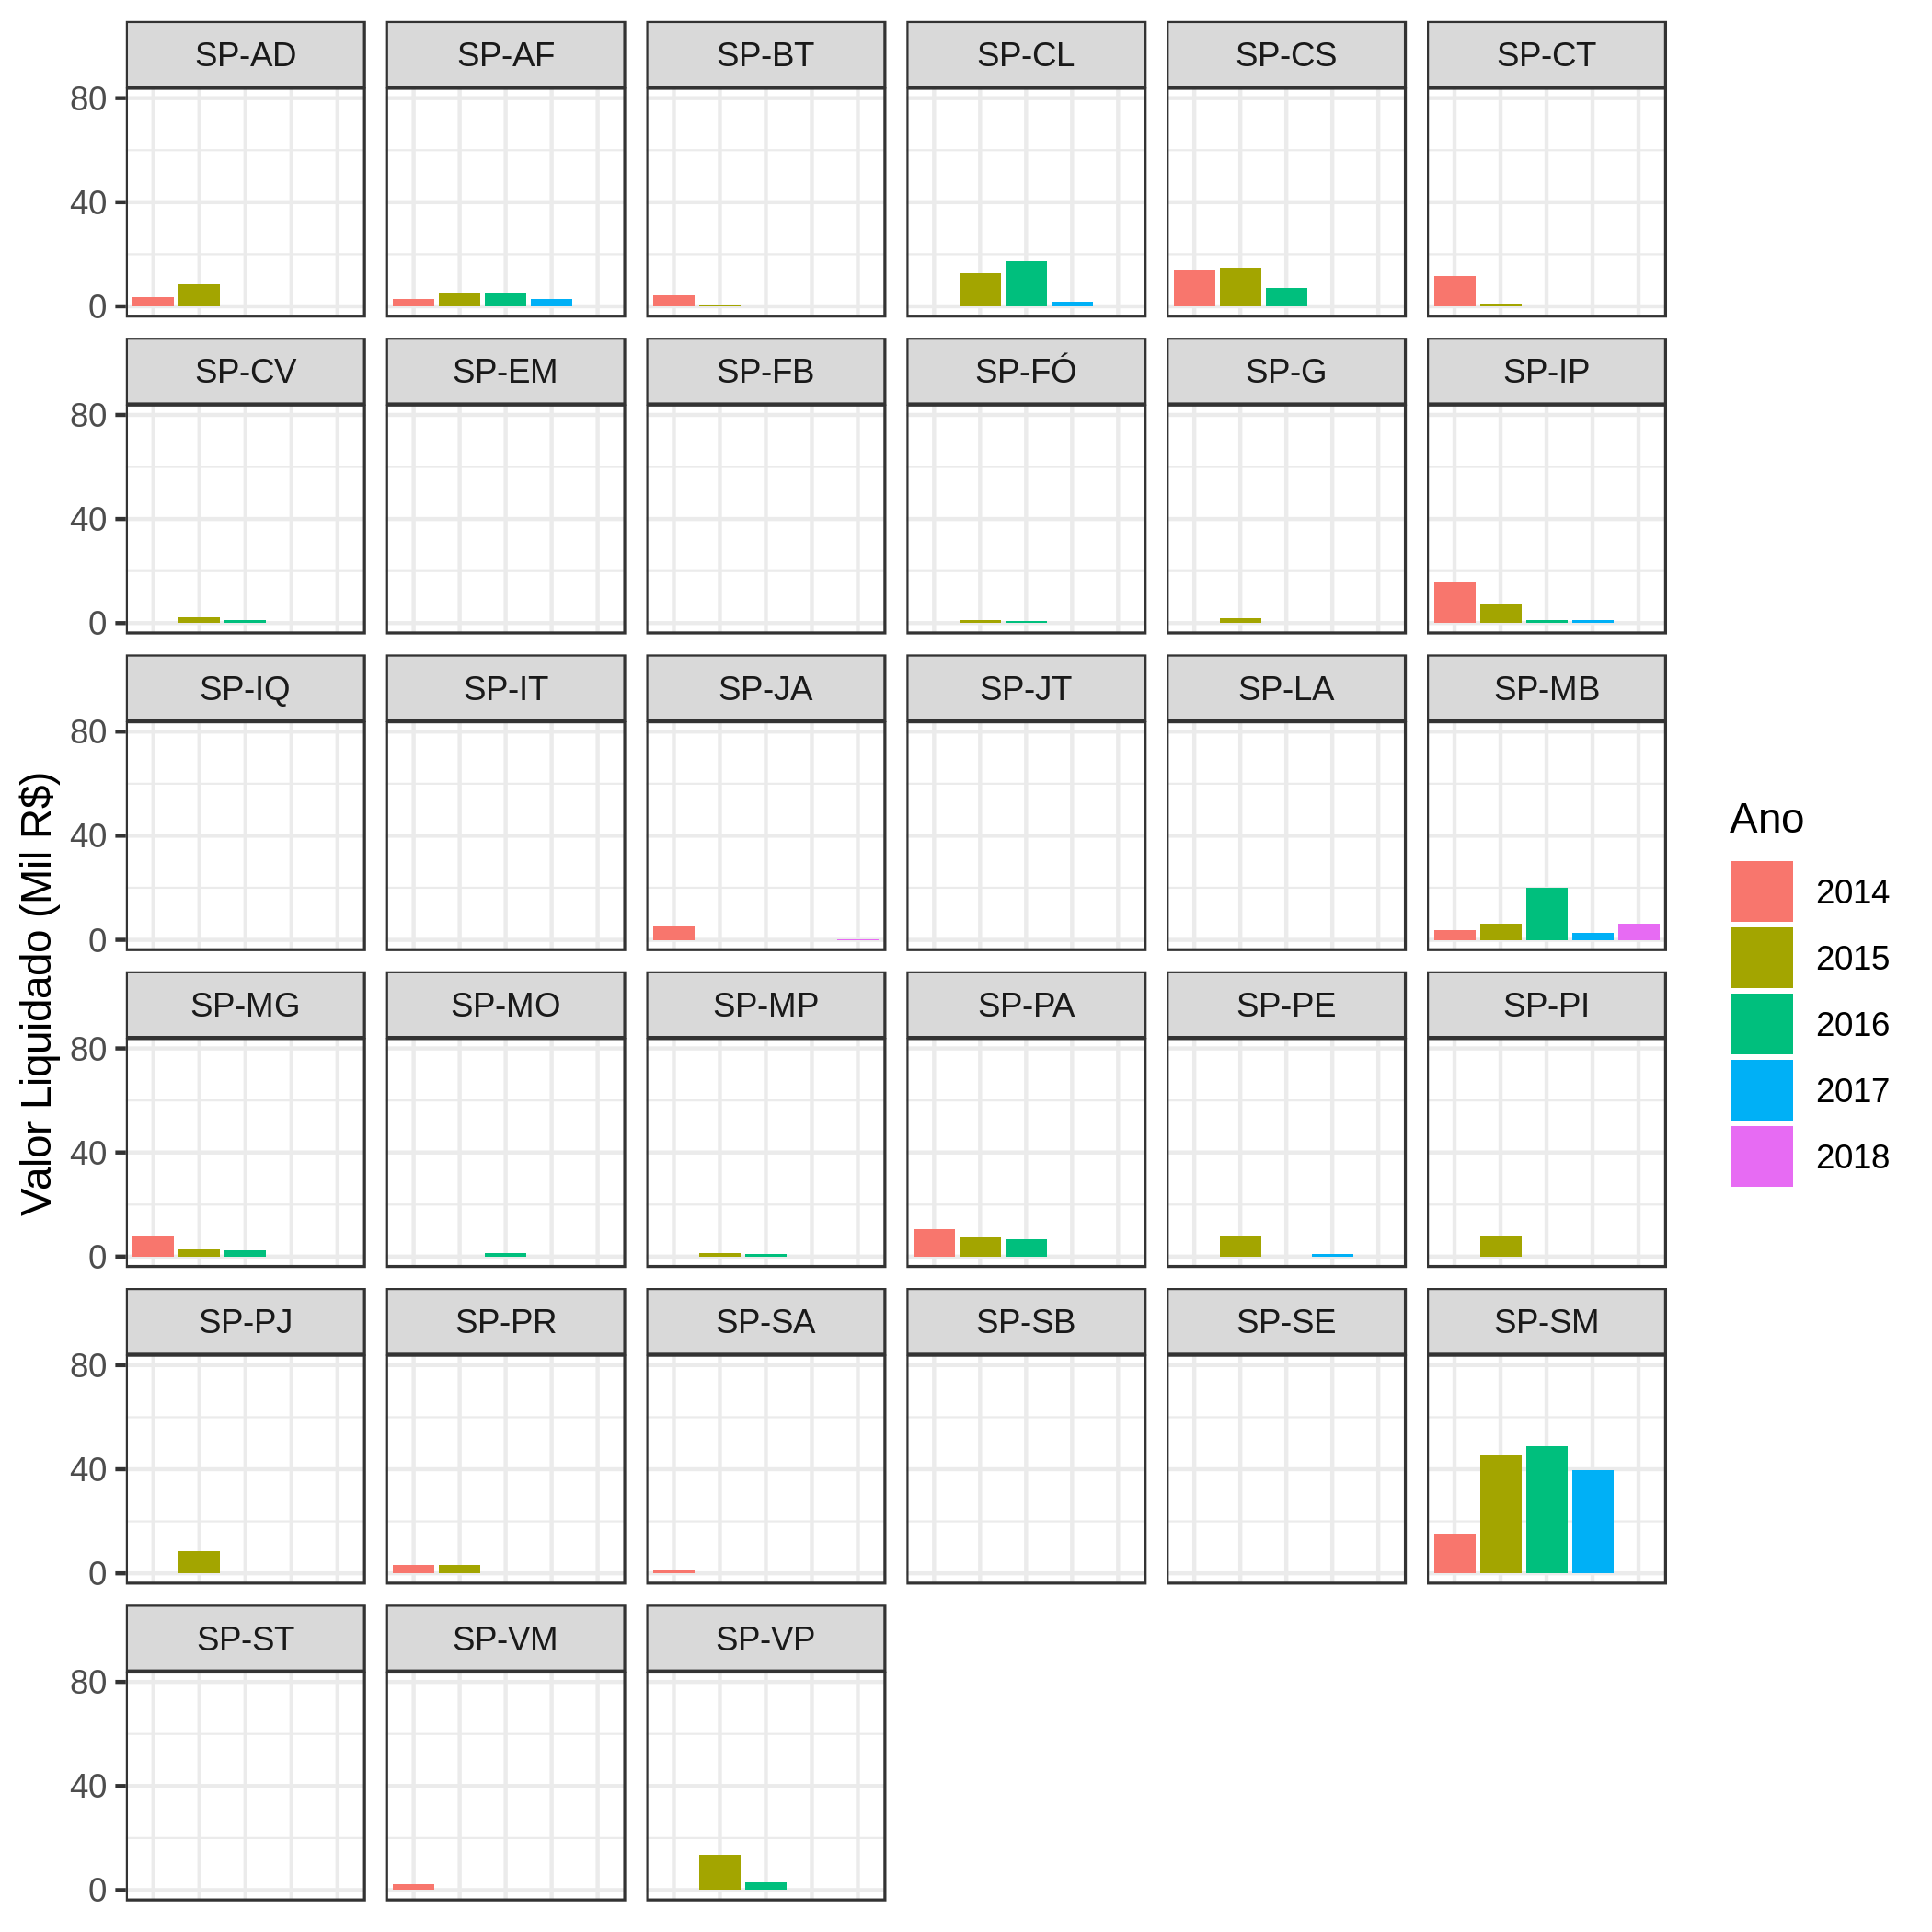 SP-AD SP-AF SP-BT SP-CL SP-CS SP-CT
80
40
0
SP-CV SP-EM SP-FB SP-FÓ SP-G SP-IP
80
40
0
SP-IQ SP-IT SP-JA SP-JT SP-LA SP-MB
80
40
0
SP-MG SP-MO SP-MP SP-PA SP-PE SP-PI
80
40
0
SP-PJ SP-PR SP-SA SP-SB SP-SE SP-SM
80
40
0
SP-ST SP-VM SP-VP
80
40
0
Valor Liquidado (Mil R$)
Ano
2014
2015
2016
2017
2018